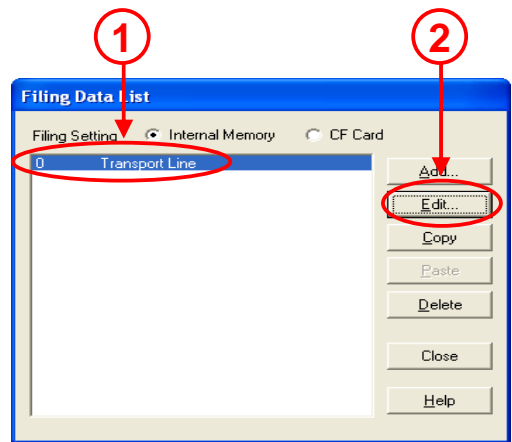 1 2
Filing Data List
Filing Setting Internal Memory CF Card
0 Transport Line
Add...
Edit...
Copy
Paste
Delete
Close
Help